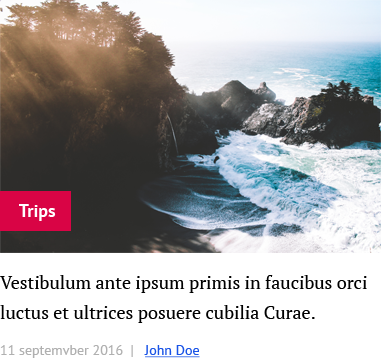 Trips
Vestibulum ante ipsum primis in faucibus orci
luctus et ultrices posuere cubilia Curae.
11 septemvber 2016 | John Doe